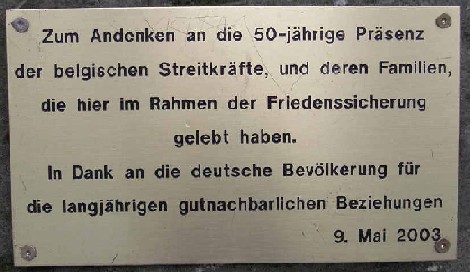 Zum Andenken an die 50-jährige Präsenz
der belgischen Streitkräfte, und deren Familien,
die hier im Rahmen der Friedenssicherung
gelebt haben.
In Dank an die deutsche Bevölkerung für
die langjährigen gutnachbarlichen Beziehungen
9. Mai 2003